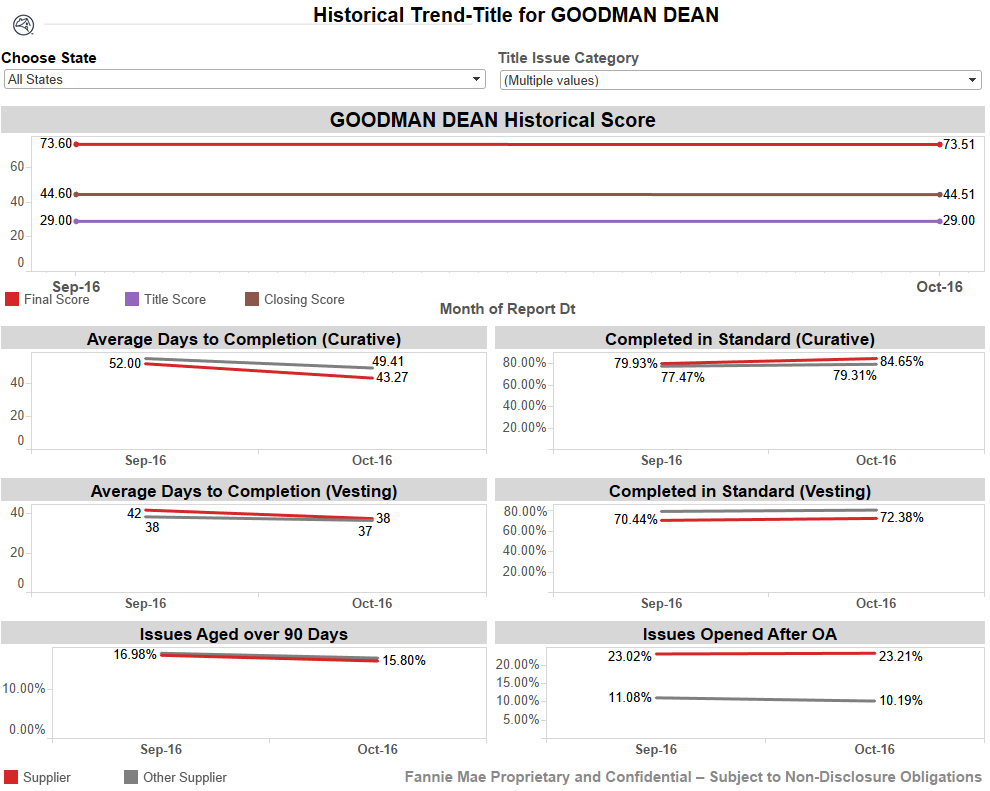 Historical Trend-Title for GOODMAN DEAN
Choose State
Title Issue Category
All States
(Multiple values)
GOODMAN DEAN Historical Score
73.60
73.51
60
40
44.60
44.51
29.00
29.00
20
0
Sep-16
Oct-16
Final Score
Title Score
Closing Score
Month of Report Dt
Average Days to Completion (Curative)
52.00
49.41
43.27
40
20
0
Sep-16
Oct-16
Completed in Standard (Curative)
80.00%
79.93%
84.65%
77.47%
79.31%
60.00%
40.00%
20.00%
Sep-16
Oct-16
Average Days to Completion (Vesting)
40
42
38
38
37
20
0
Sep-16
Oct-16
Completed in Standard (Vesting)
80.00%
70.44%
72.38%
60.00%
40.00%
20.00%
Sep-16
Oct-16
Issues Aged over 90 Days
16.98%
15.80%
10.00%
0.00%
Sep-16
Oct-16
Issues Opened After OA
23.02%
23.21%
20.00%
15.00%
11.08%
10.19%
10.00%
5.00%
Sep-16
Oct-16
Supplier
Other Supplier
Fannie Mae Proprietary and Confidential – Subject to Non-Disclosure Obligations